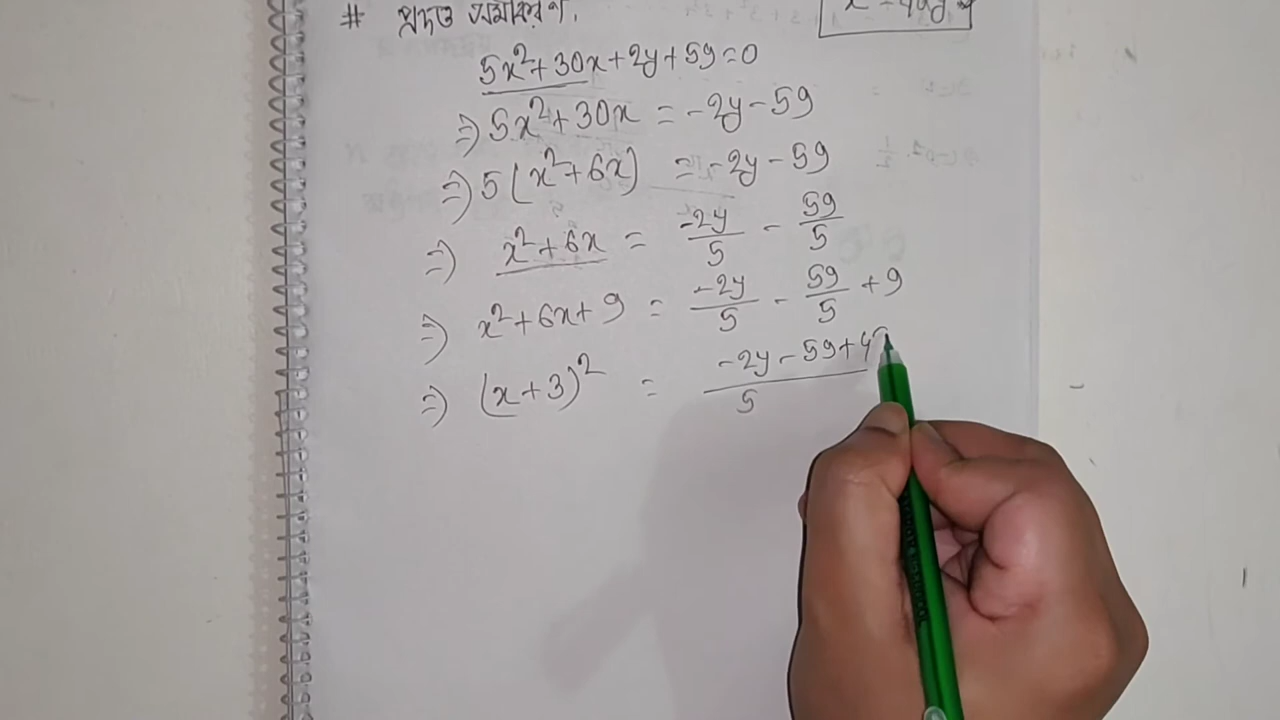 # প্রদত্ত সমীকরণ,
5x²+30x+2y+59=0
⇒ 5x²+30x = -2y-59
⇒ 5(x²+6x) = -2y-59
⇒ x²+6x = -2y/5 - 59/5
⇒ x²+6x+9 = -2y/5 - 59/5 +9
⇒ (x+3)² = -2y-59+4 / 5